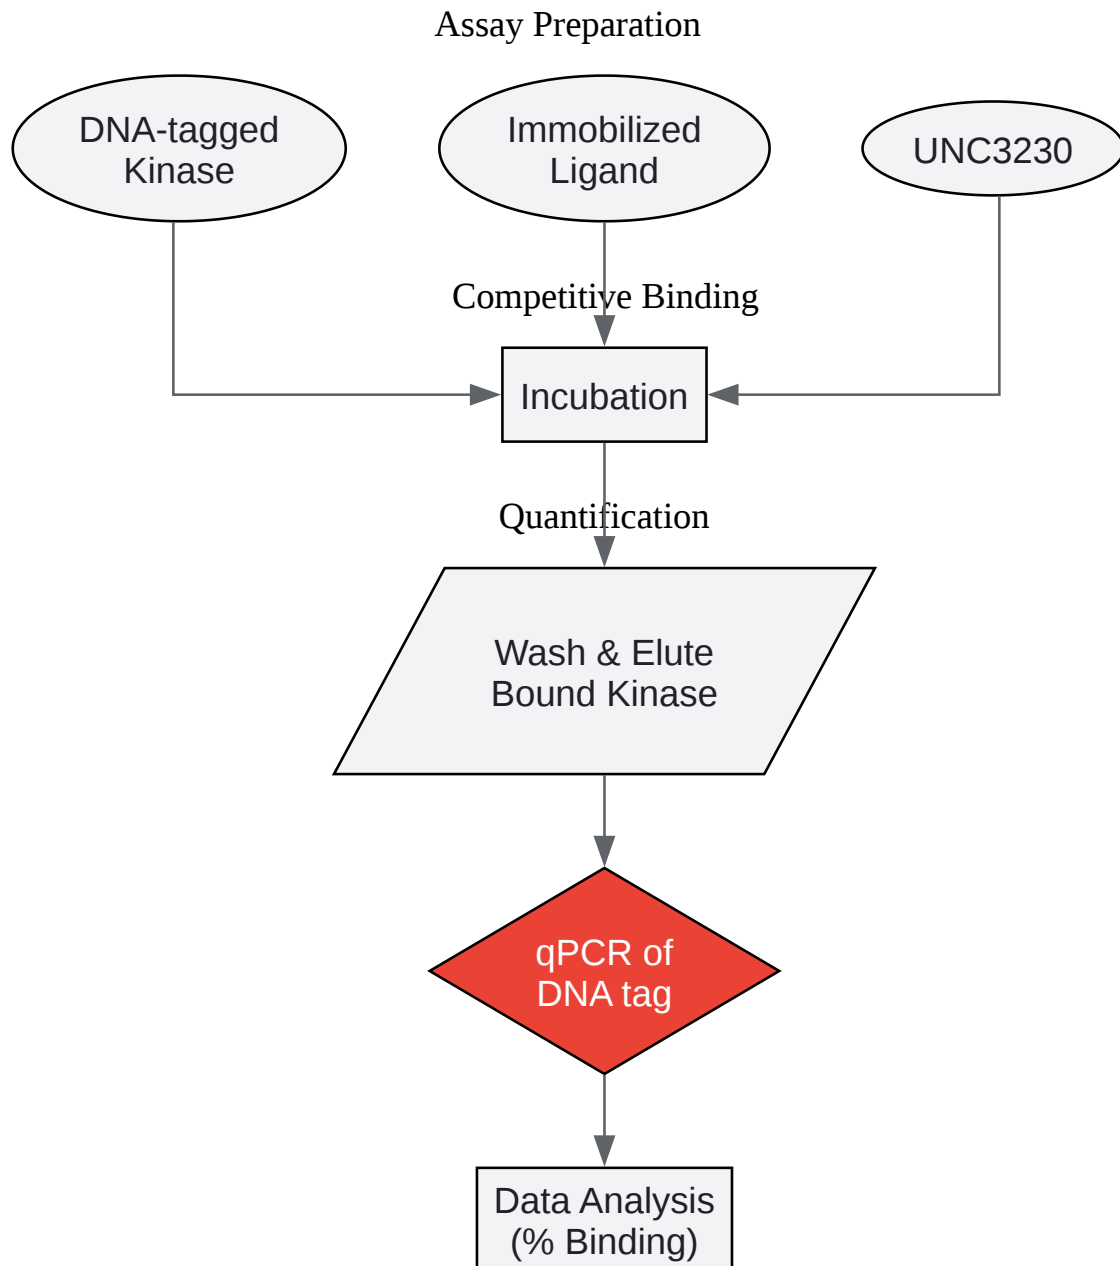 Assay Preparation
DNA-tagged
Kinase
Immobilized
Ligand
UNC3230
Competitive Binding
Incubation
Quantification
Wash & Elute
Bound Kinase
qPCR of
DNA tag
Data Analysis
(% Binding)